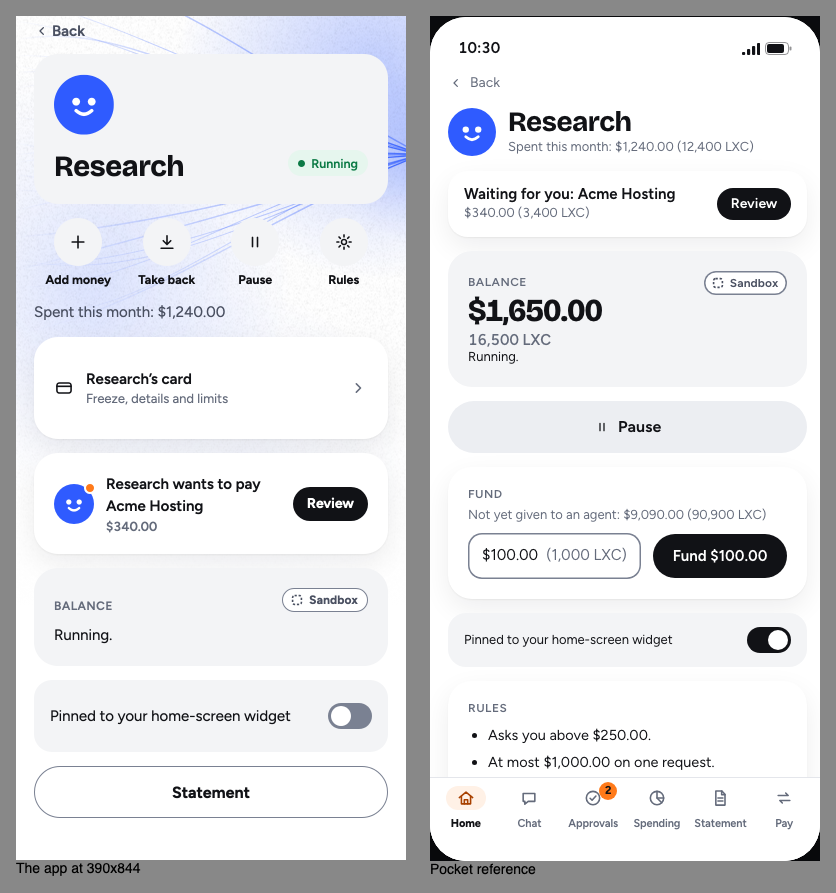 Back
Research
Running
Add money
Take back
Pause
Rules
Spent this month: $1,240.00
Research's card
Freeze, details and limits
Research wants to pay
Acme Hosting
$340.00
Review
BALANCE
Sandbox
Running.
Pinned to your home-screen widget
Statement
The app at 390x844
10:30
Back
Research
Spent this month: $1,240.00 (12,400 LXC)
Waiting for you: Acme Hosting
$340.00 (3,400 LXC)
Review
BALANCE
Sandbox
$1,650.00
16,500 LXC
Running.
Pause
FUND
Not yet given to an agent: $9,090.00 (90,900 LXC)
$100.00 (1,000 LXC)
Fund $100.00
Pinned to your home-screen widget
RULES
• Asks you above $250.00.
• At most $1,000.00 on one request.
2
Home
Chat
Approvals
Spending
Statement
Pay
Pocket reference